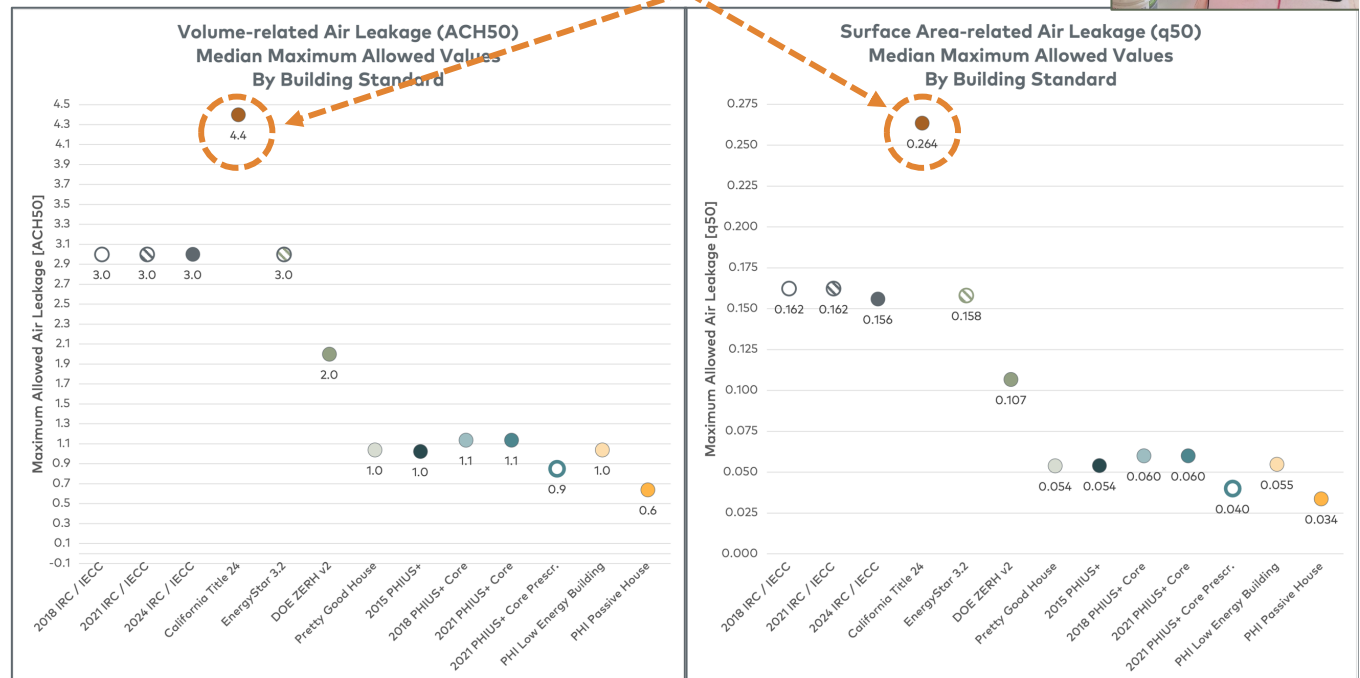 Volume-related Air Leakage (ACH50)
Median Maximum Allowed Values
By Building Standard
Maximum Allowed Air Leakage [ACH50]
4.5
4.3
4.1
3.9
3.7
3.5
3.3
3.1
2.9
2.7
2.5
2.3
2.1
1.9
1.7
1.5
1.3
1.1
0.9
0.7
0.5
0.3
0.1
-0.1
3.0
3.0
3.0
4.4
3.0
2.0
1.0
1.0
1.1
1.1
0.9
1.0
0.6
2018 IRC / IECC
2021 IRC / IECC
2024 IRC / IECC
California Title 24
EnergyStar 3.2
DOE ZERH v2
Pretty Good House
2015 PHIUS+
2018 PHIUS+ Core
2021 PHIUS+ Core
2021 PHIUS+ Core Prescr.
PHI Low Energy Building
PHI Passive House
Surface Area-related Air Leakage (q50)
Median Maximum Allowed Values
By Building Standard
Maximum Allowed Air Leakage [q50]
0.275
0.250
0.225
0.200
0.175
0.150
0.125
0.100
0.075
0.050
0.025
0.000
0.162
0.162
0.156
0.264
0.158
0.107
0.054
0.054
0.060
0.060
0.040
0.055
0.034
2018 IRC / IECC
2021 IRC / IECC
2024 IRC / IECC
California Title 24
EnergyStar 3.2
DOE ZERH v2
Pretty Good House
2015 PHIUS+
2018 PHIUS+ Core
2021 PHIUS+ Core
2021 PHIUS+ Core Prescr.
PHI Low Energy Building
PHI Passive House